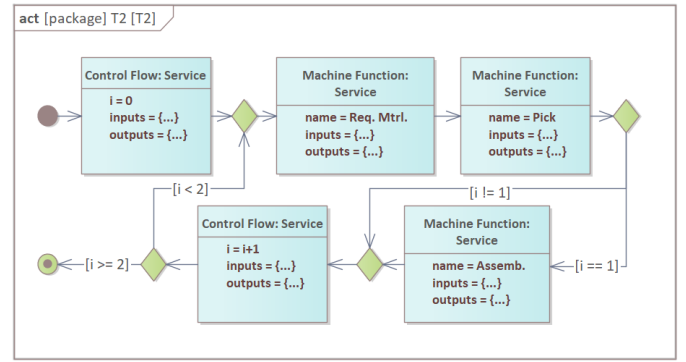 act [package] T2 [T2]
Control Flow: Service
i = 0
inputs = {...}
outputs = {...}
Machine Function:
Service
name = Req. Mtrl.
inputs = {...}
outputs = {...}
Machine Function:
Service
name = Pick
inputs = {...}
outputs = {...}
[i < 2]
[i != 1]
Control Flow: Service
i = i+1
inputs = {...}
outputs = {...}
Machine Function:
Service
name = Assemb.
inputs = {...}
outputs = {...}
[i >= 2]
[i == 1]